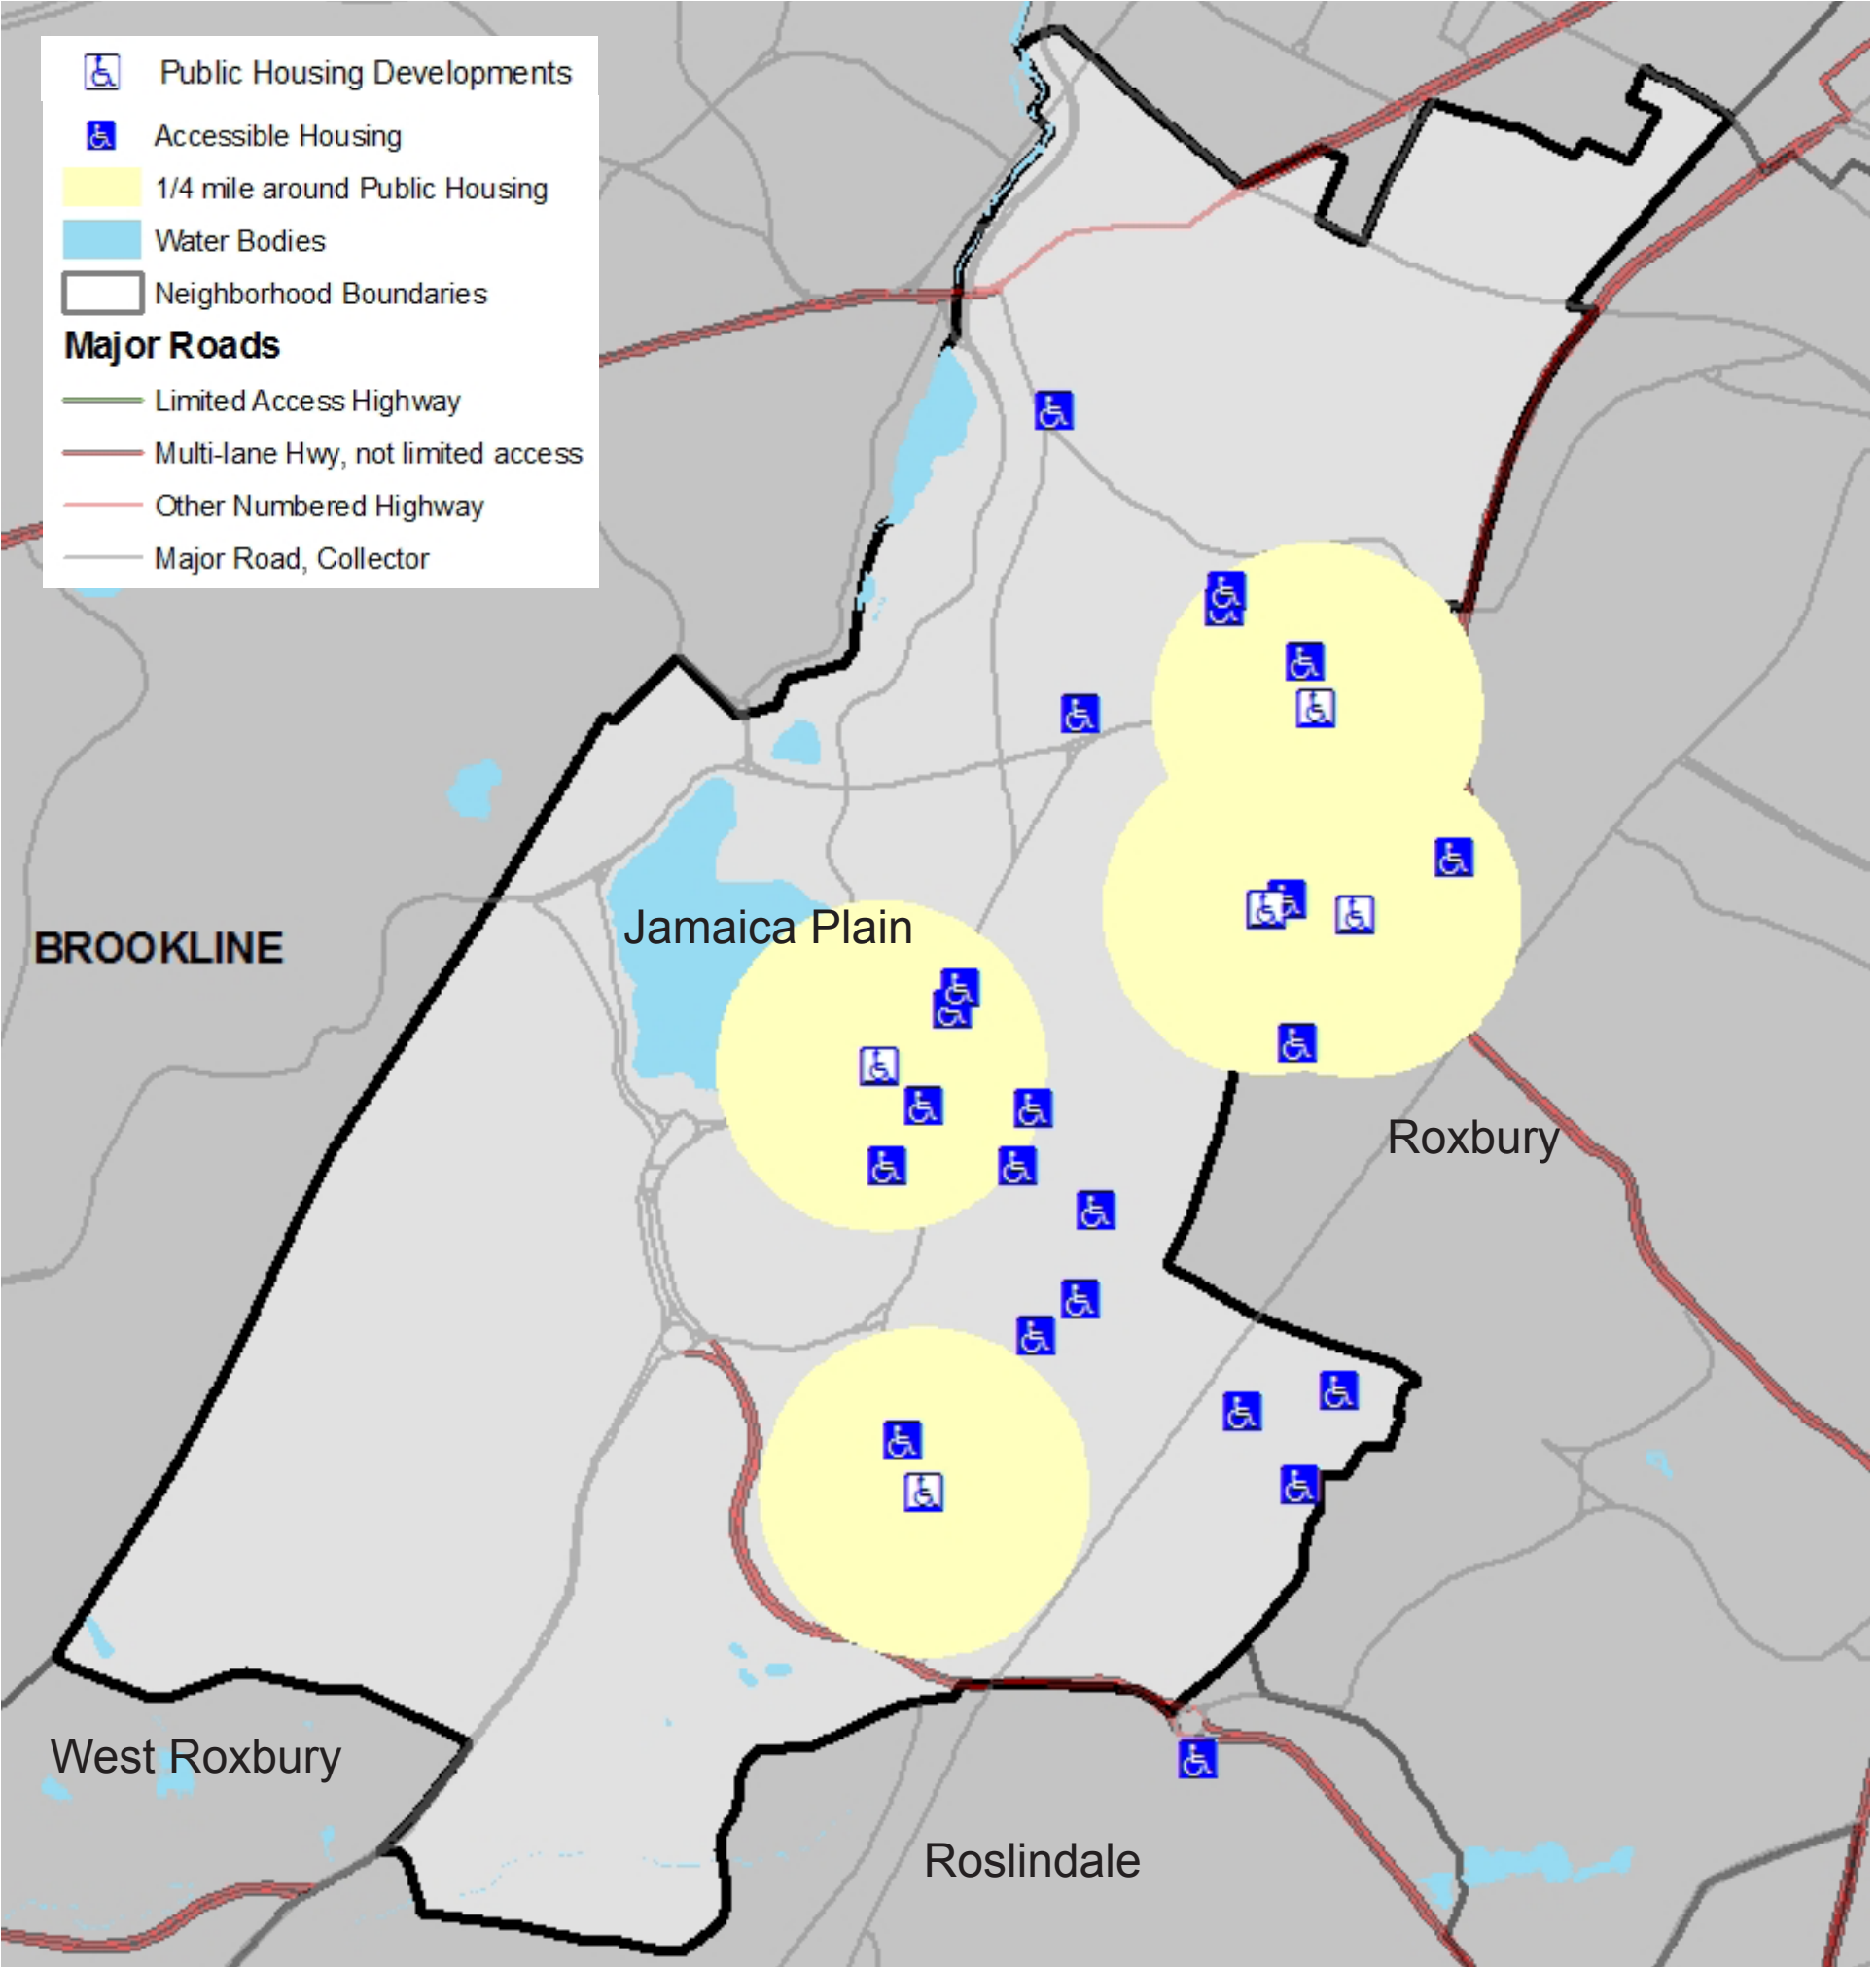 Public Housing Developments
Accessible Housing
1/4 mile around Public Housing
Water Bodies
Neighborhood Boundaries
Major Roads
Limited Access Highway
Multi-lane Hwy, not limited access
Other Numbered Highway
Major Road, Collector
Jamaica Plain
BROOKLINE
Roxbury
West Roxbury
Roslindale